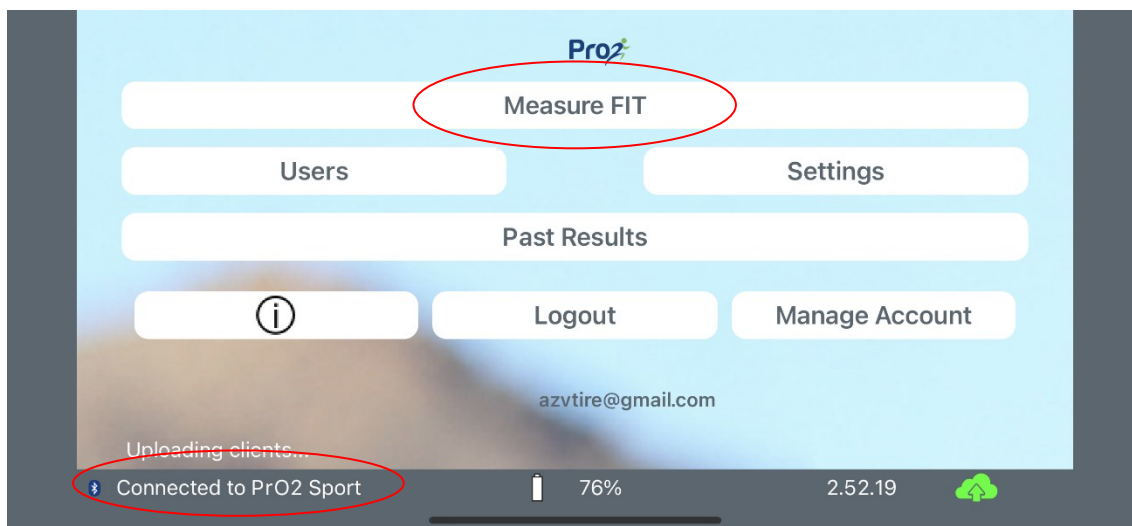 Pro2
Measure FIT
Users
Settings
Past Results
Logout
Manage Account
azvtire@gmail.com
Uploading clients...
Connected to PrO2 Sport
76%
2.52.19